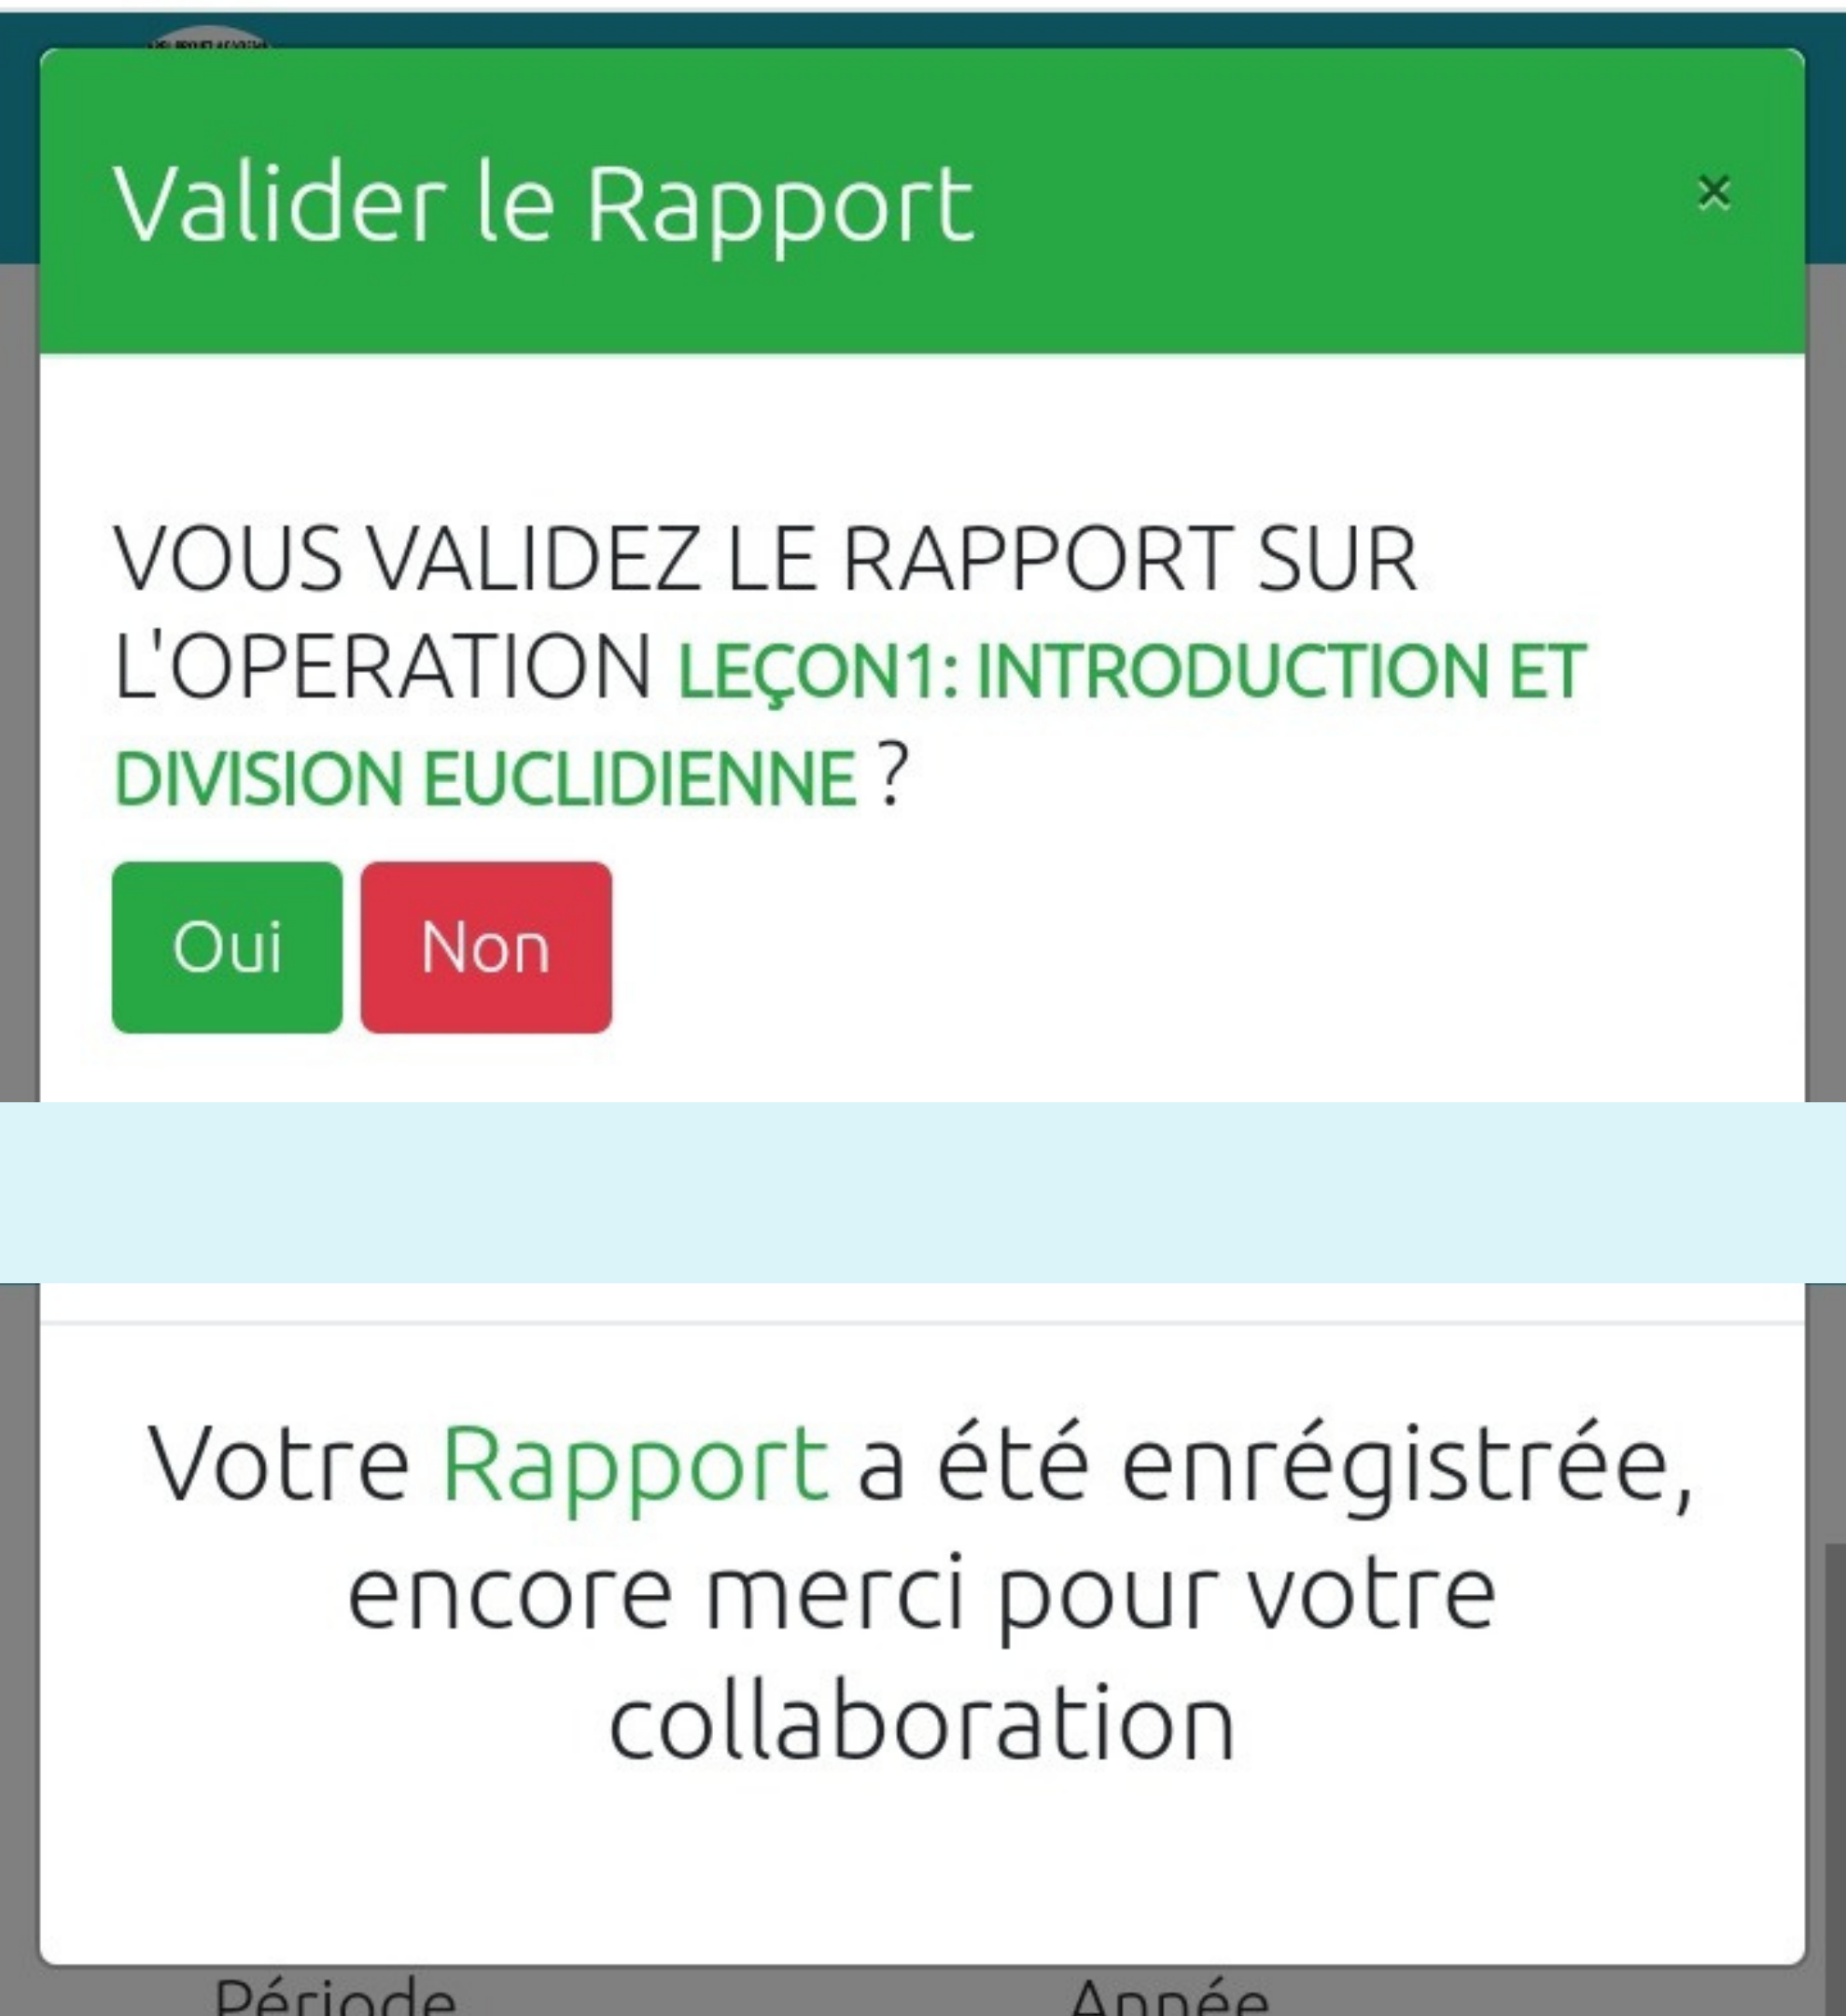 Valider le Rapport
×
VOUS VALIDEZ LE RAPPORT SUR
L'OPERATION LEÇON1: INTRODUCTION ET
DIVISION EUCLIDIENNE ?
Oui Non
Votre Rapport a été enrégistrée,
encore merci pour votre
collaboration
Période Année